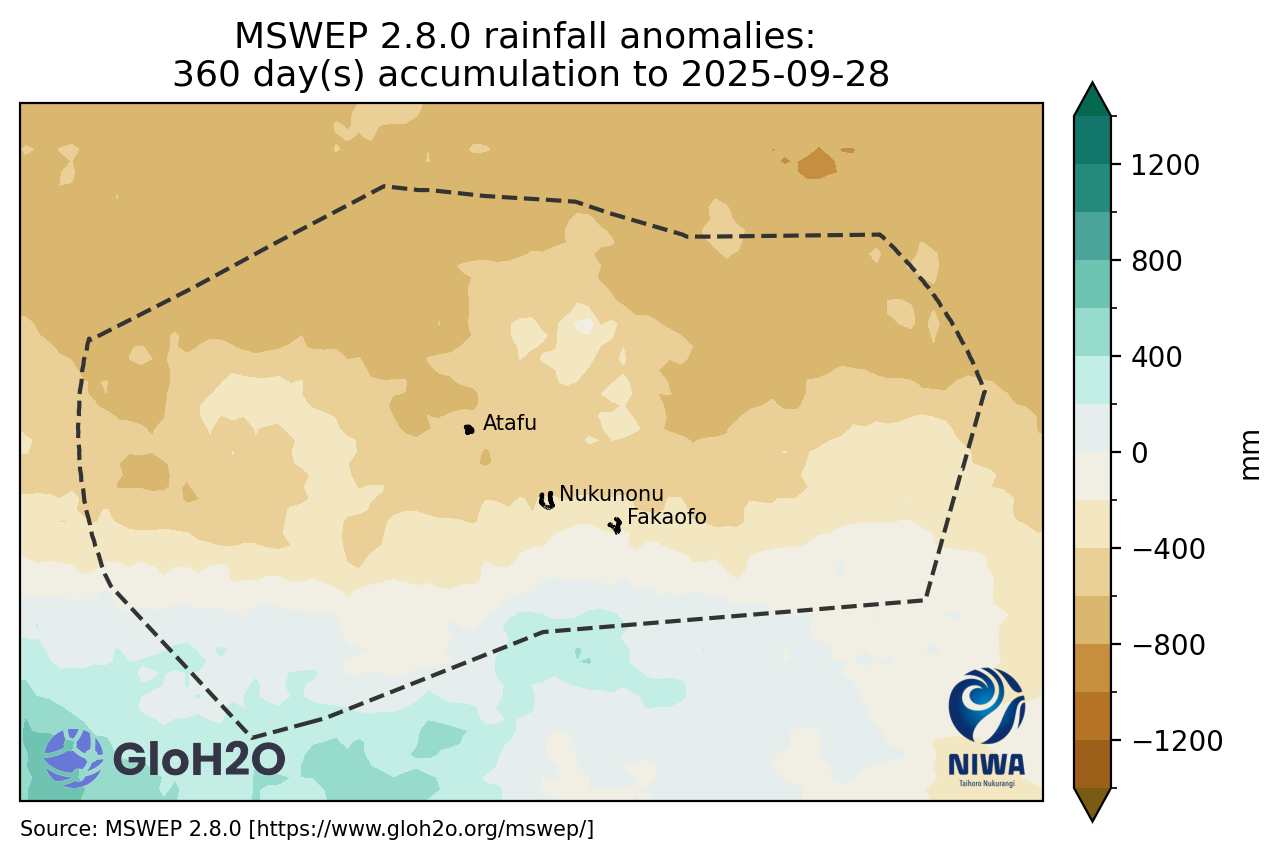 MSWEP 2.8.0 rainfall anomalies:
360 day(s) accumulation to 2025-09-28
1200
800
400
0
−400
−800
−1200
mm
Atafu
Nukunonu
Fakaofo
GloH2O
NIWA
Taihoro Nukurangi
Source: MSWEP 2.8.0 [https://www.gloh2o.org/mswep/]